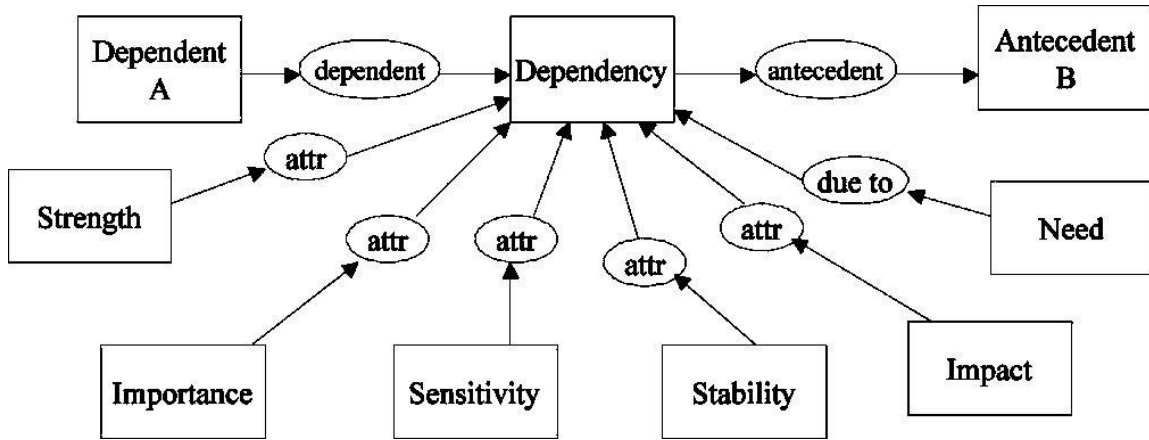 Dependent
A
dependent
Dependency
antecedent
Antecedent
B
attr
due to
Strength
attr
attr
attr
attr
Need
Importance
Sensitivity
Stability
Impact